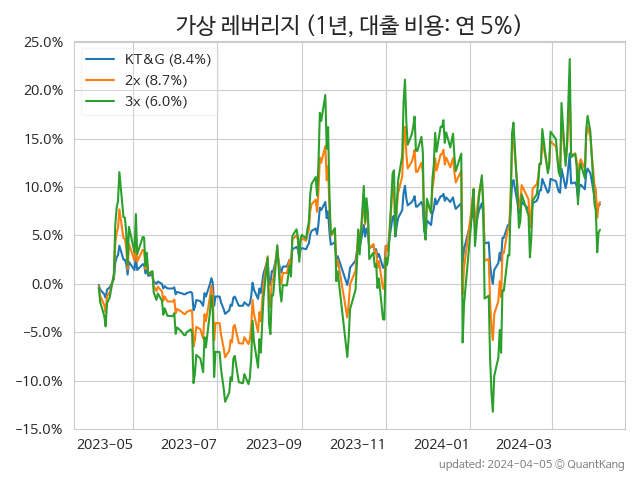 가상 레버리지 (1년, 대출 비용: 연 5%)
25.0%
20.0%
15.0%
10.0%
5.0%
0.0%
−5.0%
−10.0%
−15.0%
KT&G (8.4%)
2x (8.7%)
3x (6.0%)
2023-05 2023-07 2023-09 2023-11 2024-01 2024-03
updated: 2024-04-05 © QuantKang